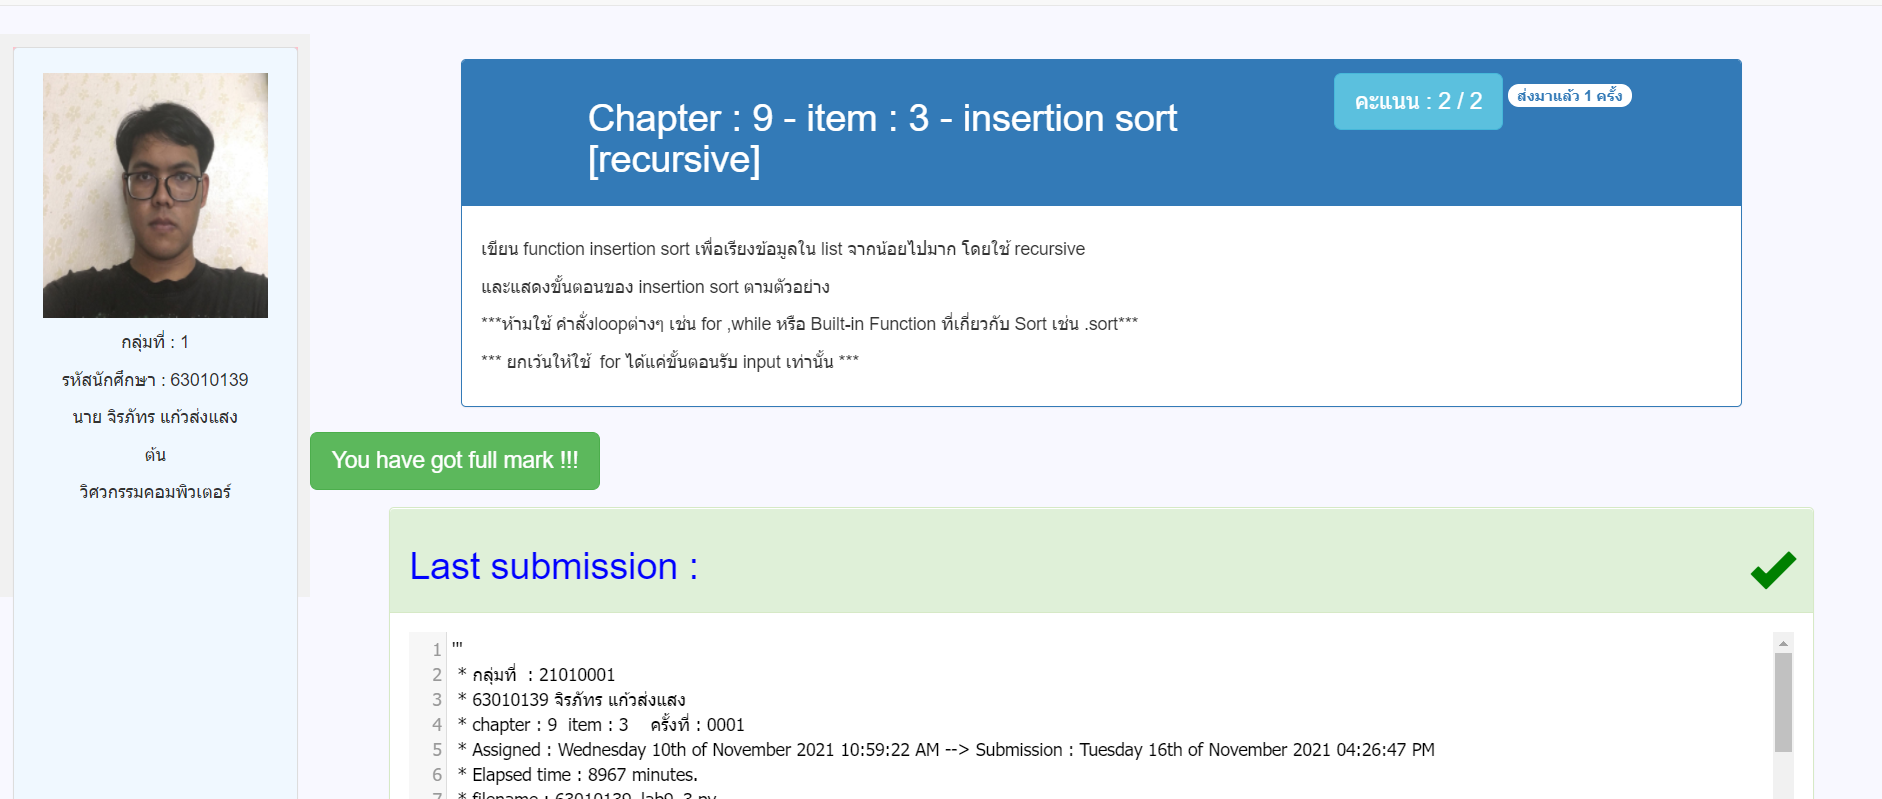 กลุ่มที่ : 1
รหัสนักศึกษา : 63010139
นาย จิรภัทร แก้วส่งแสง
ต้น
วิศวกรรมคอมพิวเตอร์
Chapter : 9 - item : 3 - insertion sort
[recursive]
คะแนน : 2 / 2
ส่งมาแล้ว 1 ครั้ง
เขียน function insertion sort เพื่อเรียงข้อมูลใน list จากน้อยไปมาก โดยใช้ recursive
และแสดงขั้นตอนของ insertion sort ตามตัวอย่าง
***ห้ามใช้ คำสั่งloopต่างๆ เช่น for ,while หรือ Built-in Function ที่เกี่ยวกับ Sort เช่น .sort***
*** ยกเว้นให้ใช้ for ได้แค่ขั้นตอนรับ input เท่านั้น ***
You have got full mark !!!
Last submission :
1 '''
2 * กลุ่มที่ : 21010001
3 * 63010139 จิรภัทร แก้วส่งแสง
4 * chapter : 9 item : 3 ครั้งที่ : 0001
5 * Assigned : Wednesday 10th of November 2021 10:59:22 AM --> Submission : Tuesday 16th of November 2021 04:26:47 PM
6 * Elapsed time : 8967 minutes.
7 * filename : 63010139_lab9_3.py